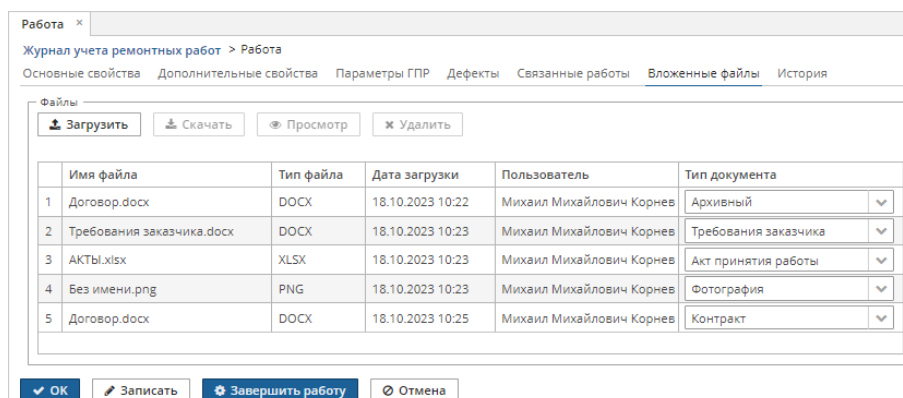 Работа ×
Журнал учета ремонтных работ > Работа
Основные свойства Дополнительные свойства Параметры ГПР Дефекты Связанные работы Вложенные файлы История
Файлы
Загрузить Скачать Просмотр Удалить
Имя файла Тип файла Дата загрузки Пользователь Тип документа
1 Договор.docx DOCX 18.10.2023 10:22 Михаил Михайлович Корнев Архивный
2 Требования заказчика.docx DOCX 18.10.2023 10:23 Михаил Михайлович Корнев Требования заказчика
3 АКТЫ.xlsx XLSX 18.10.2023 10:23 Михаил Михайлович Корнев Акт принятия работы
4 Без имени.png PNG 18.10.2023 10:23 Михаил Михайлович Корнев Фотография
5 Договор.docx DOCX 18.10.2023 10:25 Михаил Михайлович Корнев Контракт
ОК Записать Завершить работу Отмена